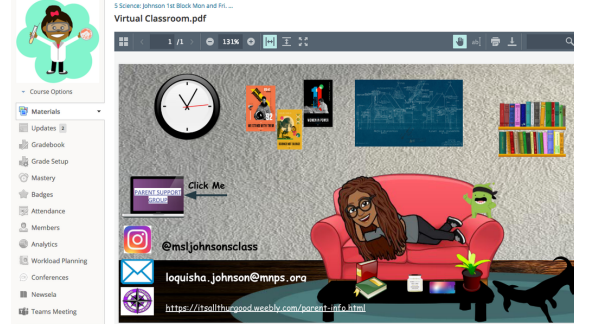 5 Science: Johnson 1st Block Mon and Fri. ...
Virtual Classroom.pdf
1 /1
131%
Course Options
Materials
Updates 2
Gradebook
Grade Setup
Mastery
Badges
Attendance
Members
Analytics
Workload Planning
Conferences
Newsela
Teams Meeting
PARENT SUPPORT
GROUP
Click Me
@msljohnsonsclass
loquisha.johnson@mnps.org
https://itsallthurgood.weebly.com/parent-info.html